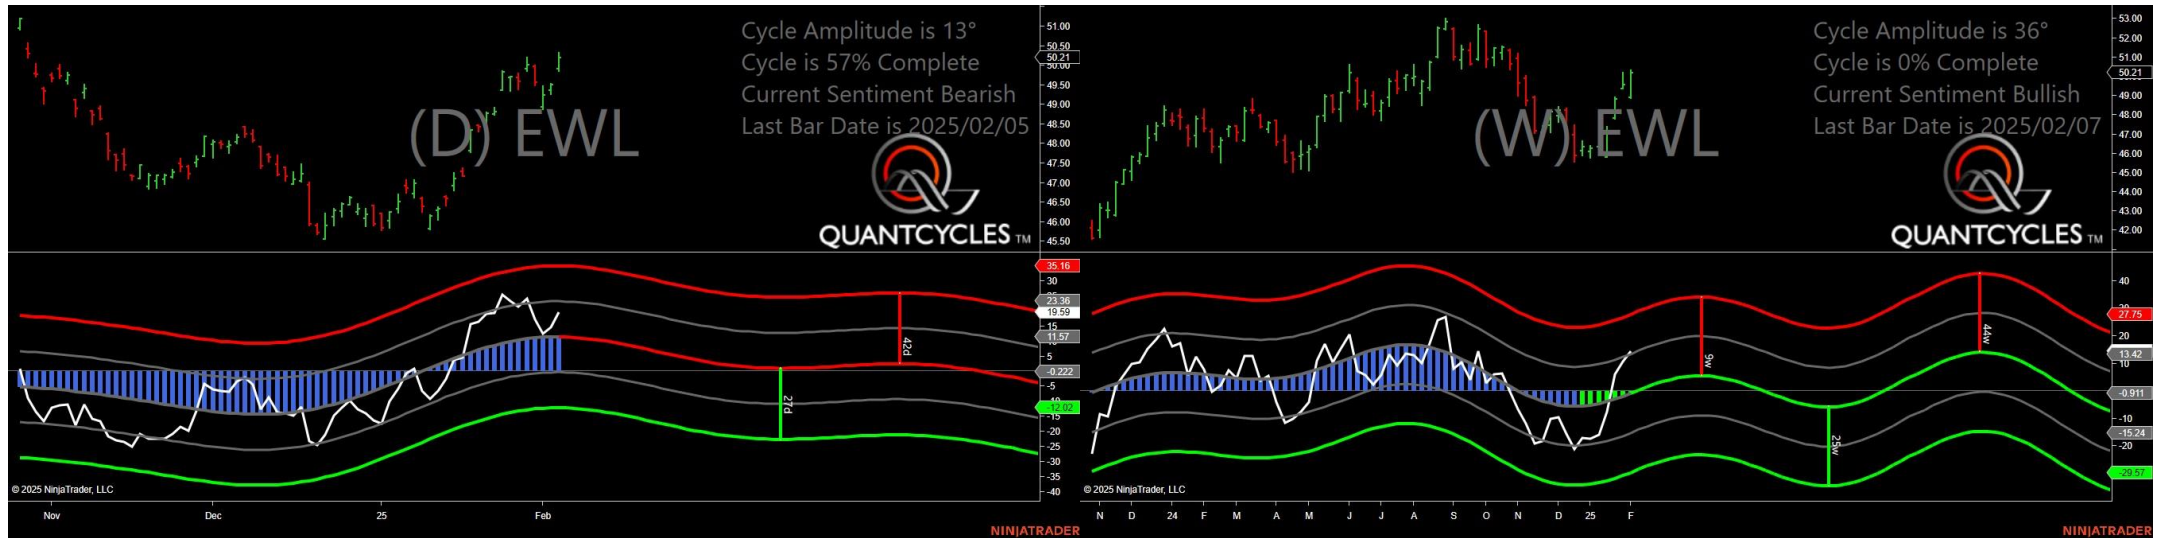 Cycle Amplitude is 13°
Cycle is 57% Complete
Current Sentiment Bearish
Last Bar Date is 2025/02/05
(D) EWL
QUANTCYCLES TM
51.00
50.50
50.21
50.00
49.50
49.00
48.50
48.00
47.50
47.00
46.50
46.00
45.50
35.16
30
23.36
19.59
15
11.57
5
-0.222
-5
-12.02
-15
-20
-25
-30
-35
-40
42d
27d
© 2025 NinjaTrader, LLC
Nov Dec 25 Feb
NINJATRADER
Cycle Amplitude is 36°
Cycle is 0% Complete
Current Sentiment Bullish
Last Bar Date is 2025/02/07
(W) EWL
QUANTCYCLES TM
53.00
52.00
51.00
50.21
49.00
48.00
47.00
46.00
45.00
44.00
43.00
42.00
40
27.75
20
13.42
10
-0.911
-10
-15.24
-20
-29.57
9w
44w
25w
© 2025 NinjaTrader, LLC
N D 24 F M A M J J A S O N D 25 F
NINJATRADER